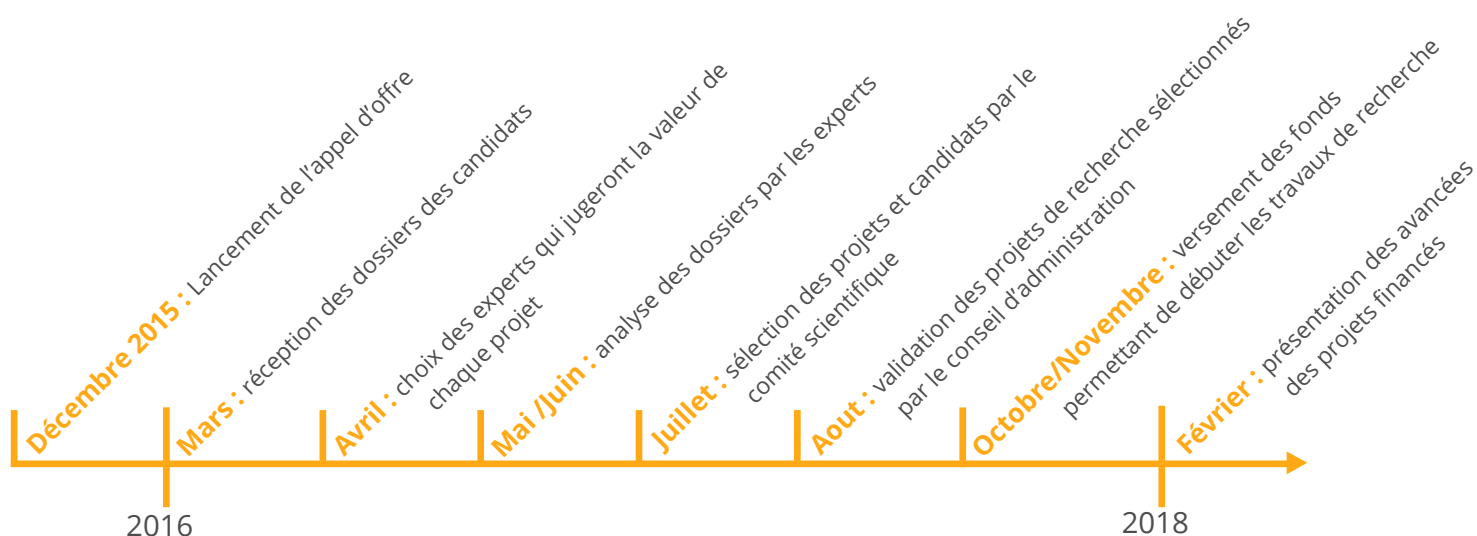 Décembre 2015 : Lancement de l'appel d'offre
Mars : réception des dossiers des candidats
Avril : choix des experts qui jugeront la valeur de
chaque projet
Mai /Juin : analyse des dossiers par les experts
Juillet : sélection des projets et candidats par le
comité scientifique
Aout : validation des projets de recherche sélectionnés
par le conseil d'administration
Octobre/Novembre : versement des fonds
permettant de débuter les travaux de recherche
Février : présentation des avancées
des projets financés
2016
2018